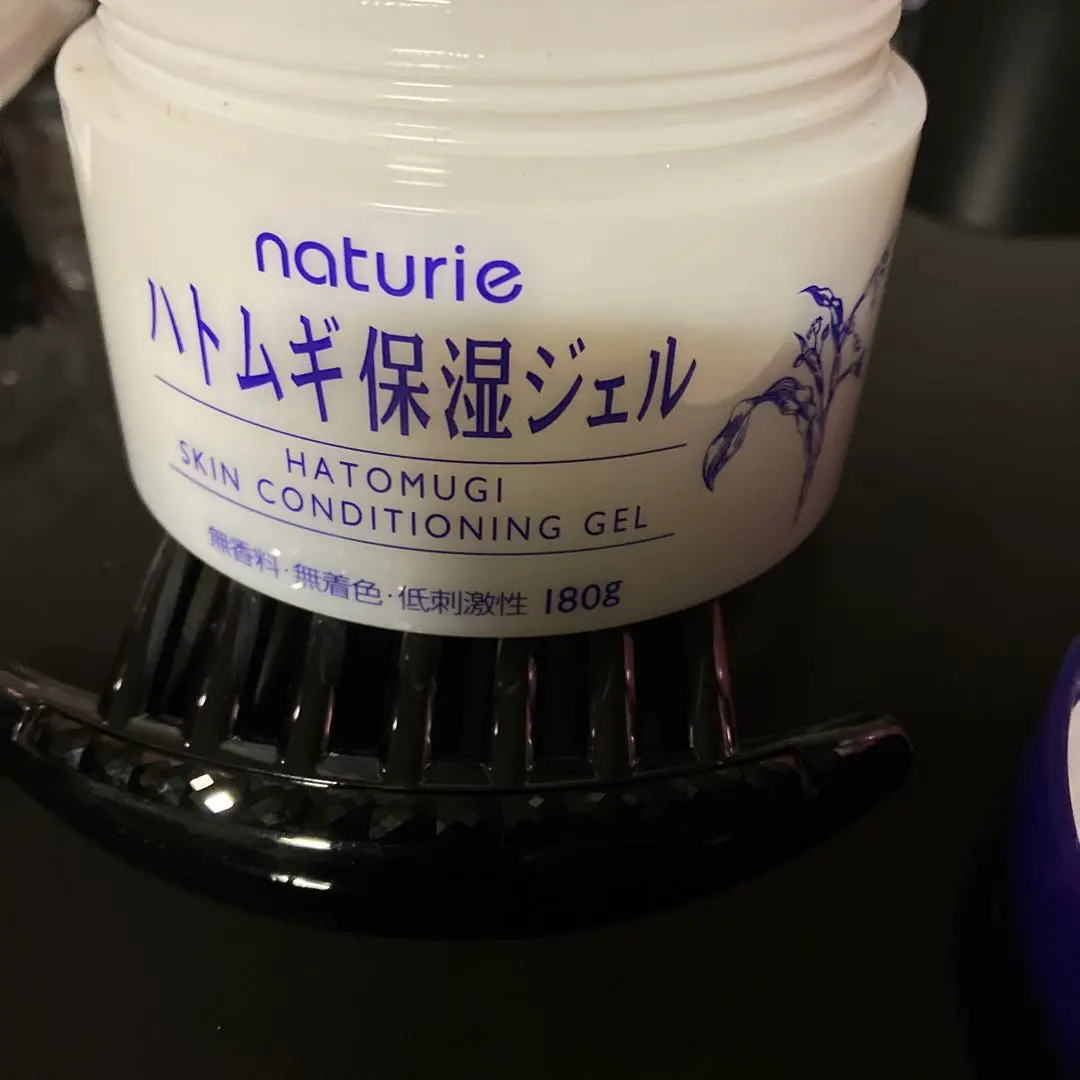 naturie
ハトムギ保湿ジェル
HATOMUGI
SKIN CONDITIONING GEL
無香料·無着色·低刺激性 180g